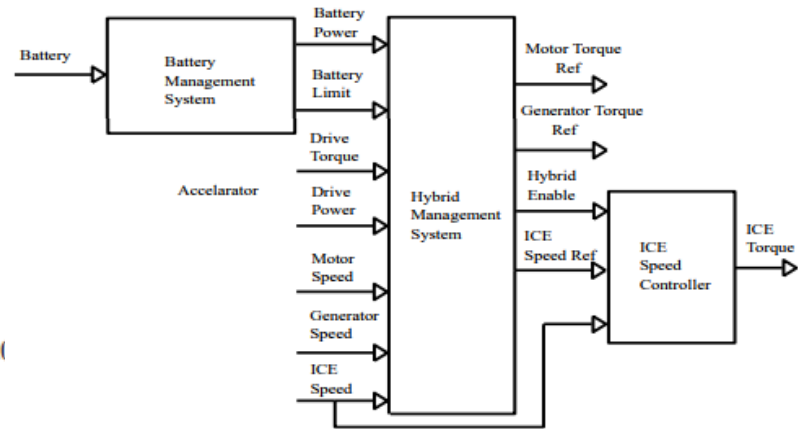 Battery
Battery
Management
System
Battery
Power
Battery
Limit
Drive
Torque
Accelarator
Drive
Power
Motor
Speed
Generator
Speed
ICE
Speed
Hybrid
Management
System
Motor Torque
Ref
Generator Torque
Ref
Hybrid
Enable
ICE
Speed Ref
ICE
Speed
Controller
ICE
Torque